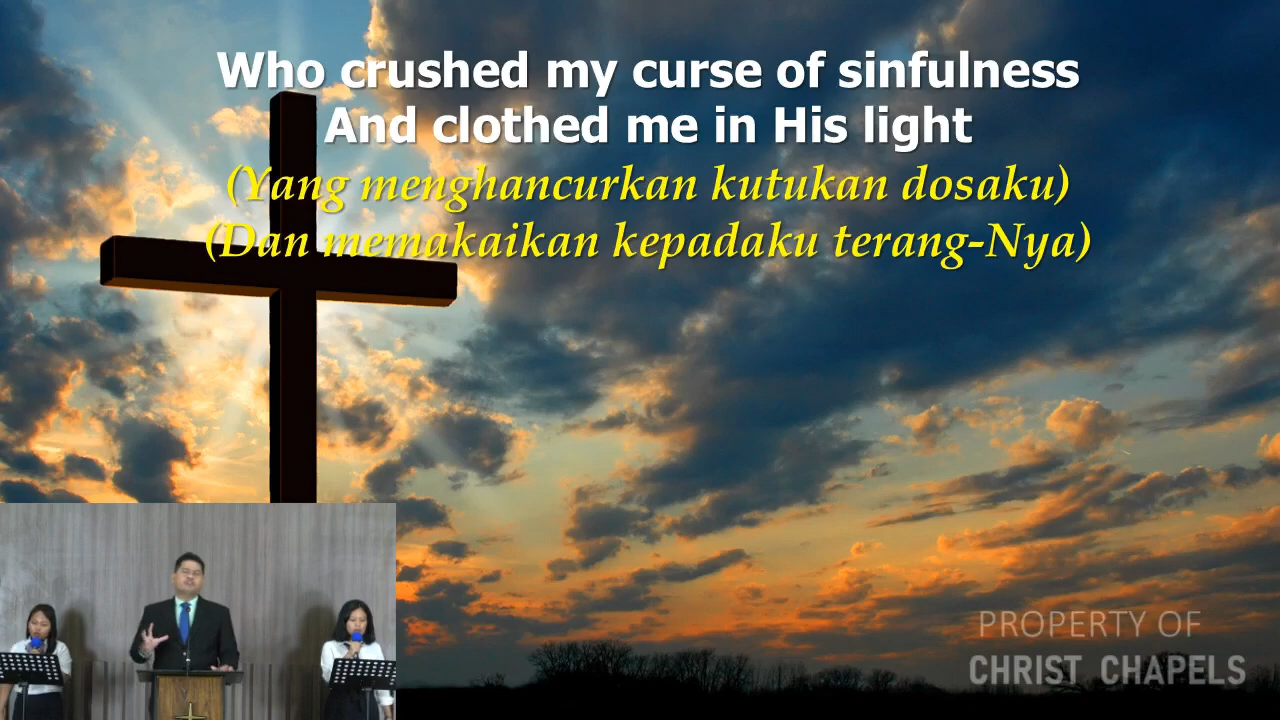 Who crushed my curse of sinfulness
And clothed me in His light
(Yang menghancurkan kutukan dosaku)
(Dan memakaikan kepadaku terang-Nya)
PROPERTY OF
CHRIST CHAPELS